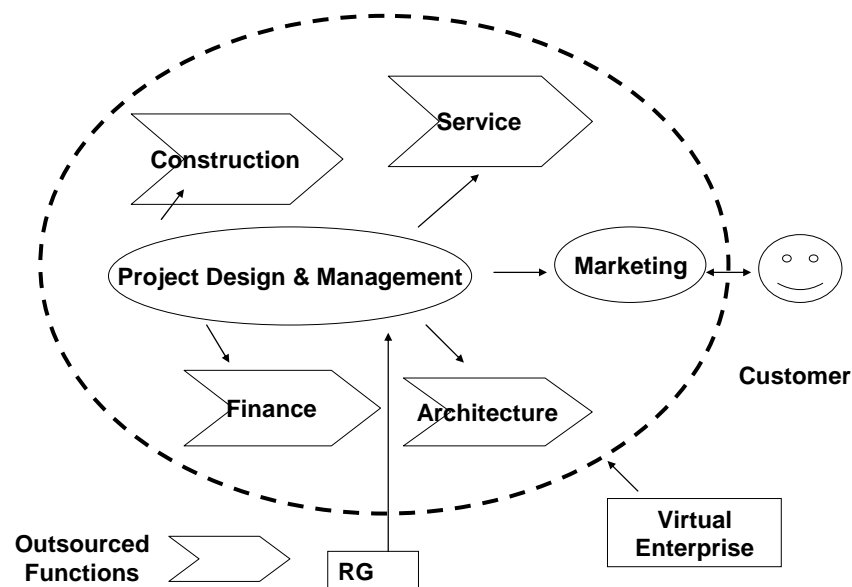 Service
Construction
Project Design & Management
Marketing
Customer
Finance
Architecture
Virtual
Enterprise
Outsourced
Functions
RG